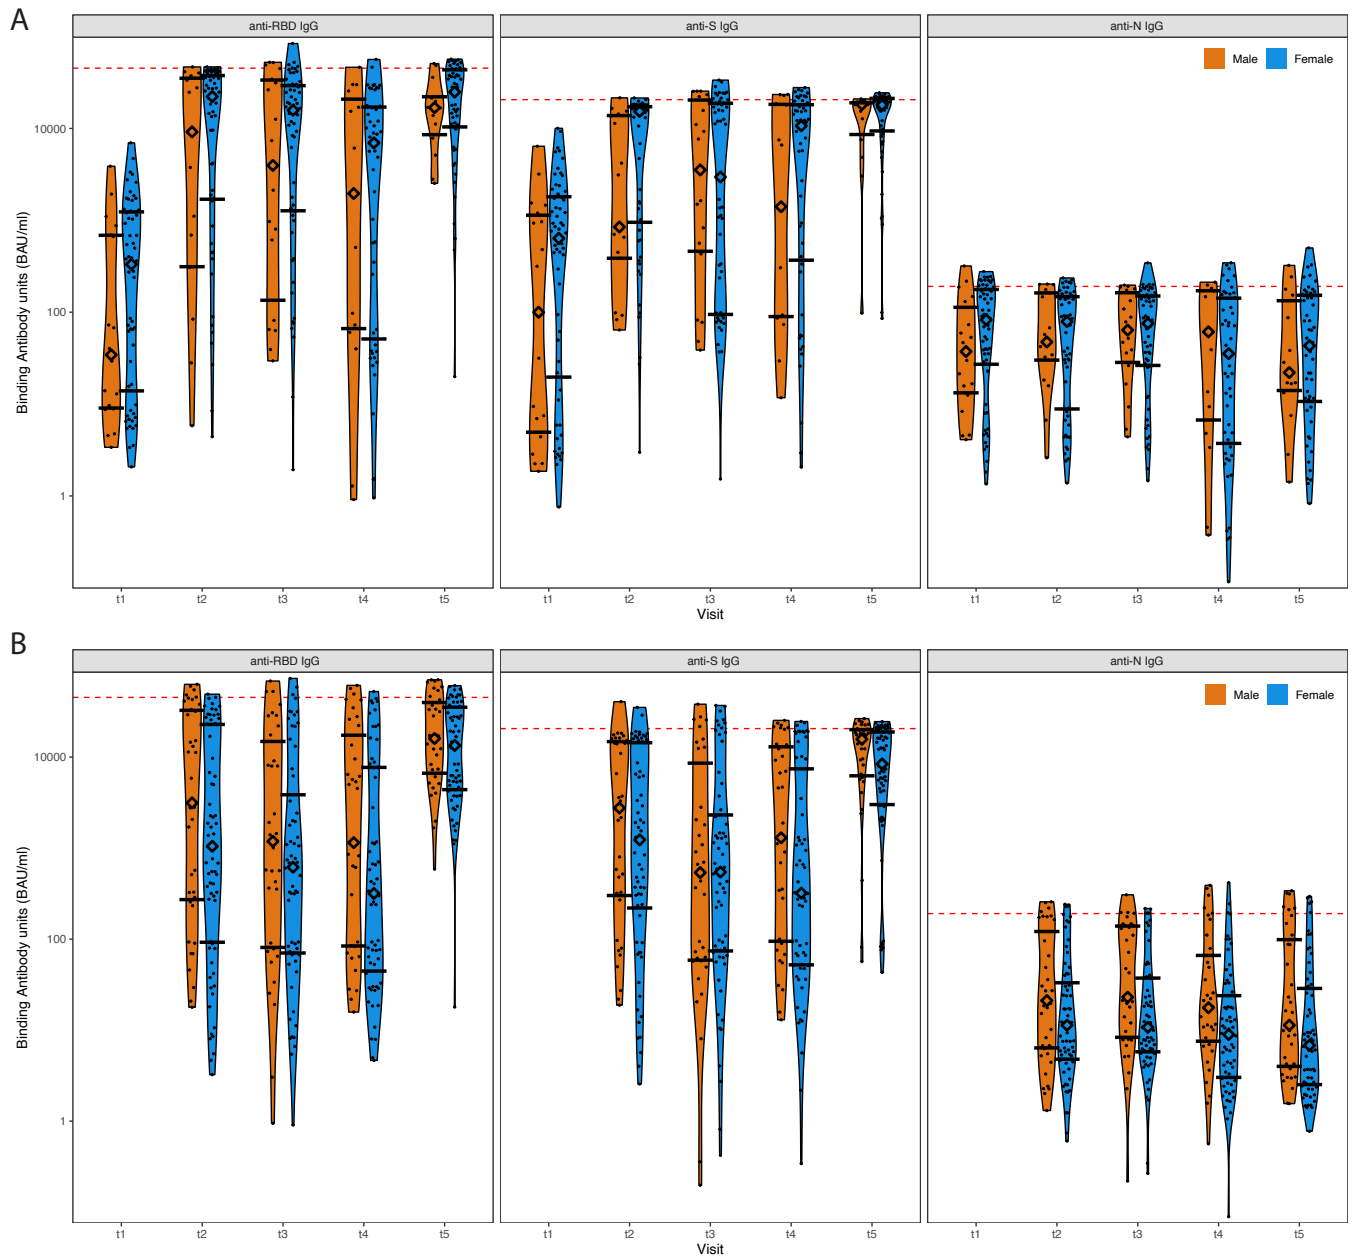 A
anti-RBD IgG
anti-S IgG
anti-N IgG
Male
Female
Binding Antibody units (BAU/ml)
10000
100
1
t1 t2 t3 t4 t5
t1 t2 t3 t4 t5
t1 t2 t3 t4 t5
Visit
B
anti-RBD IgG
anti-S IgG
anti-N IgG
Male
Female
Binding Antibody units (BAU/ml)
10000
100
1
t1 t2 t3 t4 t5
t1 t2 t3 t4 t5
t1 t2 t3 t4 t5
Visit